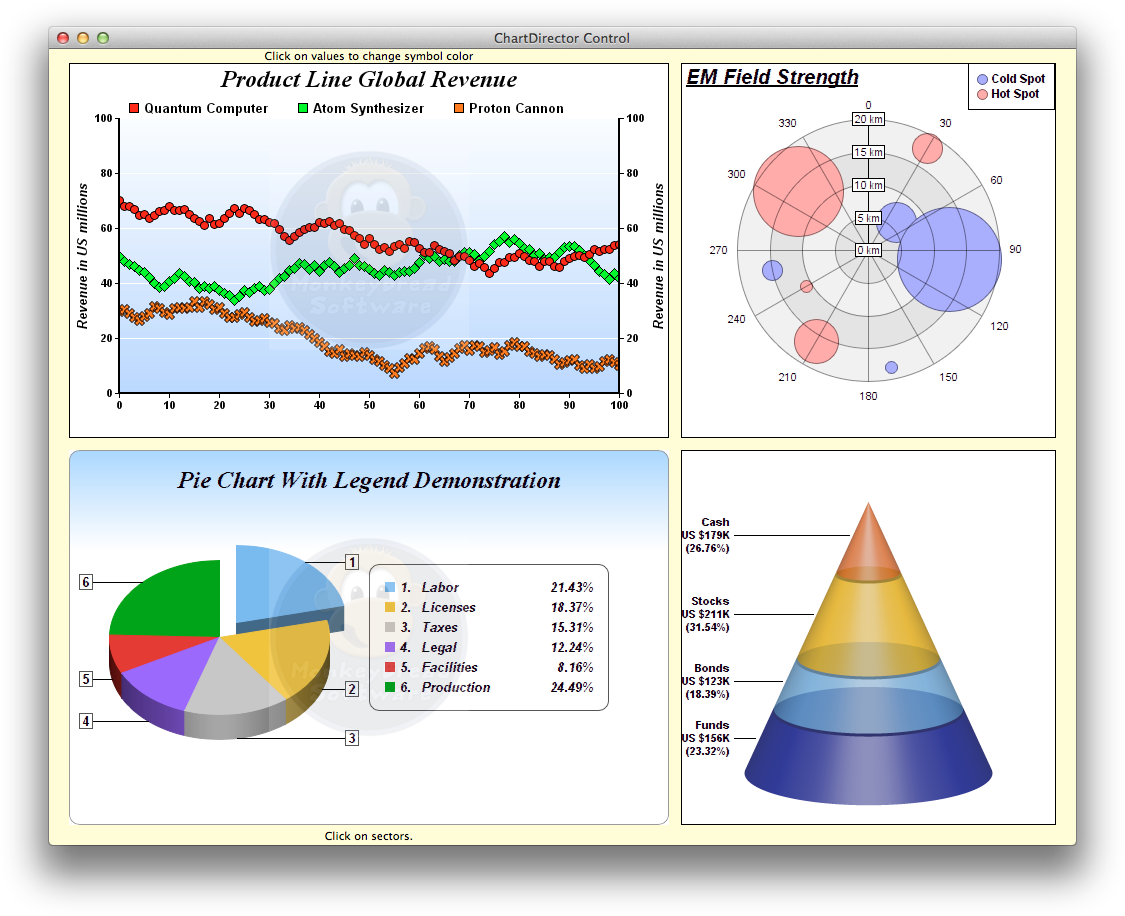 ChartDirector Control
Click on values to change symbol color
Product Line Global Revenue
Quantum Computer Atom Synthesizer Proton Cannon
Revenue in US millions
100
80
60
40
20
0
0 10 20 30 40 50 60 70 80 90 100
100
80
60
40
20
0
Revenue in US millions
Monkeybread
Software
EM Field Strength
Cold Spot
Hot Spot
0
30
60
90
120
150
180
210
240
270
300
330
20 km
15 km
10 km
5 km
0 km
Pie Chart With Legend Demonstration
1
2
3
4
5
6
1. Labor 21.43%
2. Licenses 18.37%
3. Taxes 15.31%
4. Legal 12.24%
5. Facilities 8.16%
6. Production 24.49%
Monkeybread
Software
Cash
US $179K
(26.76%)
Stocks
US $211K
(31.54%)
Bonds
US $123K
(18.39%)
Funds
US $156K
(23.32%)
Click on sectors.